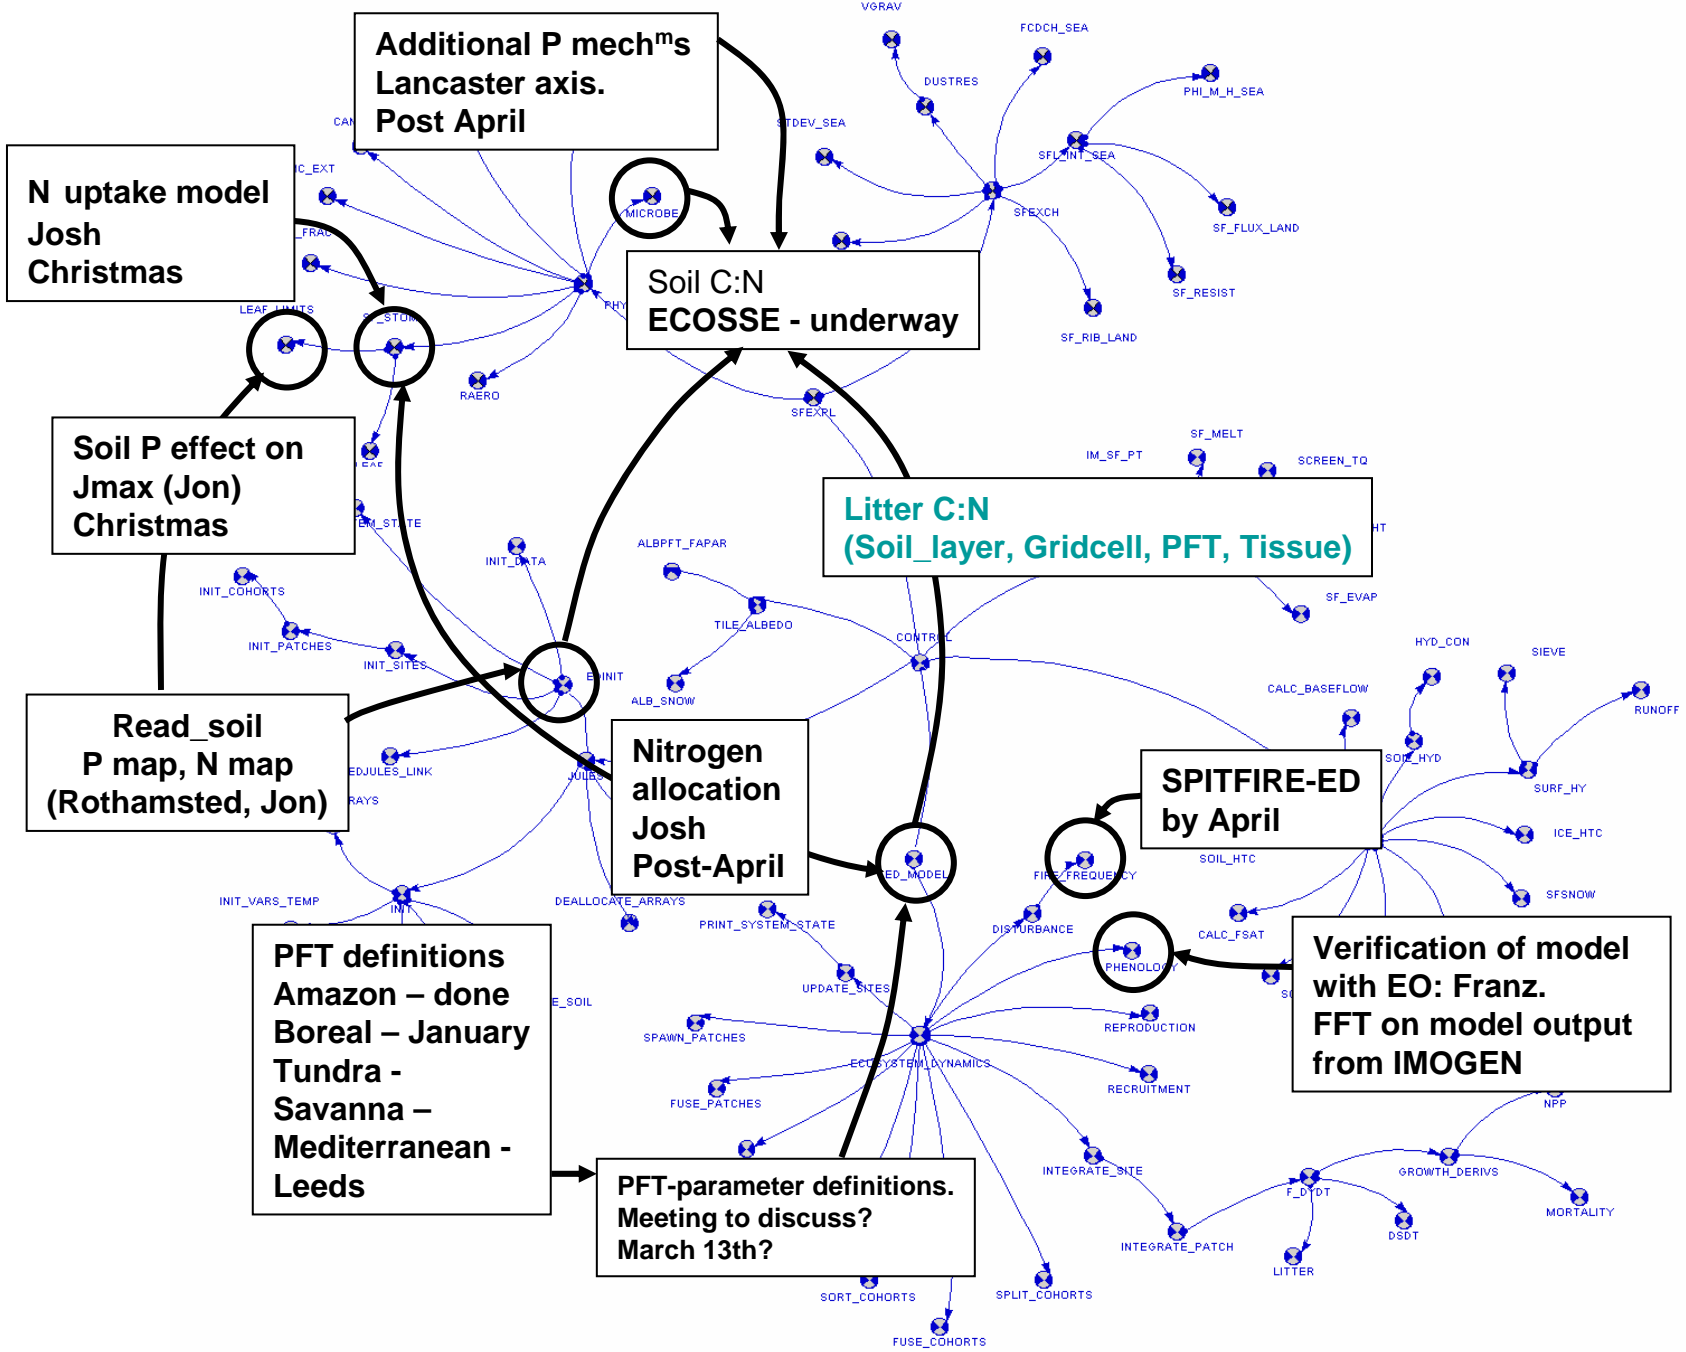 VGRAV
FCDCH_SEA
Additional P mechᵐs
Lancaster axis.
Post April
DUSTRES
PHI_M_H_SEA
STDEV_SEA
SFL_INT_SEA
N uptake model
Josh
Christmas
MICROBE
SFEXCH
SF_FLUX_LAND
SF_RESIST
SF_RIB_LAND
Soil C:N
ECOSSE - underway
LEAF_LIMITS
RAERO
SFEXPL
Soil P effect on
Jmax (Jon)
Christmas
SF_MELT
IM_SF_PT
SCREEN_TQ
Litter C:N
(Soil_layer, Gridcell, PFT, Tissue)
INIT_DATA
ALBPFT_FAPAR
INIT_COHORTS
INIT_PATCHES
INIT_SITES
TILE_ALBEDO
SF_EVAP
CONTROL
HYD_CON
SIEVE
EDINIT
ALB_SNOW
CALC_BASEFLOW
RUNOFF
Read_soil
P map, N map
(Rothamsted, Jon)
EDJULES_LINK
JULES
Nitrogen
allocation
Josh
Post-April
SPITFIRE-ED
by April
SOIL_HYD
SURF_HY
ICE_HTC
SOIL_HTC
ED_MODEL
FIRE_FREQUENCY
SFSNOW
INIT_VARS_TEMP
INIT
DEALLOCATE_ARRAYS
PRINT_SYSTEM_STATE
DISTURBANCE
CALC_FSAT
PHENOLOGY
UPDATE_SITES
PFT definitions
Amazon – done
Boreal – January
Tundra -
Savanna –
Mediterranean -
Leeds
Verification of model
with EO: Franz.
FFT on model output
from IMOGEN
SPAWN_PATCHES
REPRODUCTION
ECOSYSTEM_DYNAMICS
RECRUITMENT
FUSE_PATCHES
NPP
INTEGRATE_SITE
GROWTH_DERIVS
F_DYDT
MORTALITY
PFT-parameter definitions.
Meeting to discuss?
March 13th?
DSDT
INTEGRATE_PATCH
LITTER
SORT_COHORTS
SPLIT_COHORTS
FUSE_COHORTS